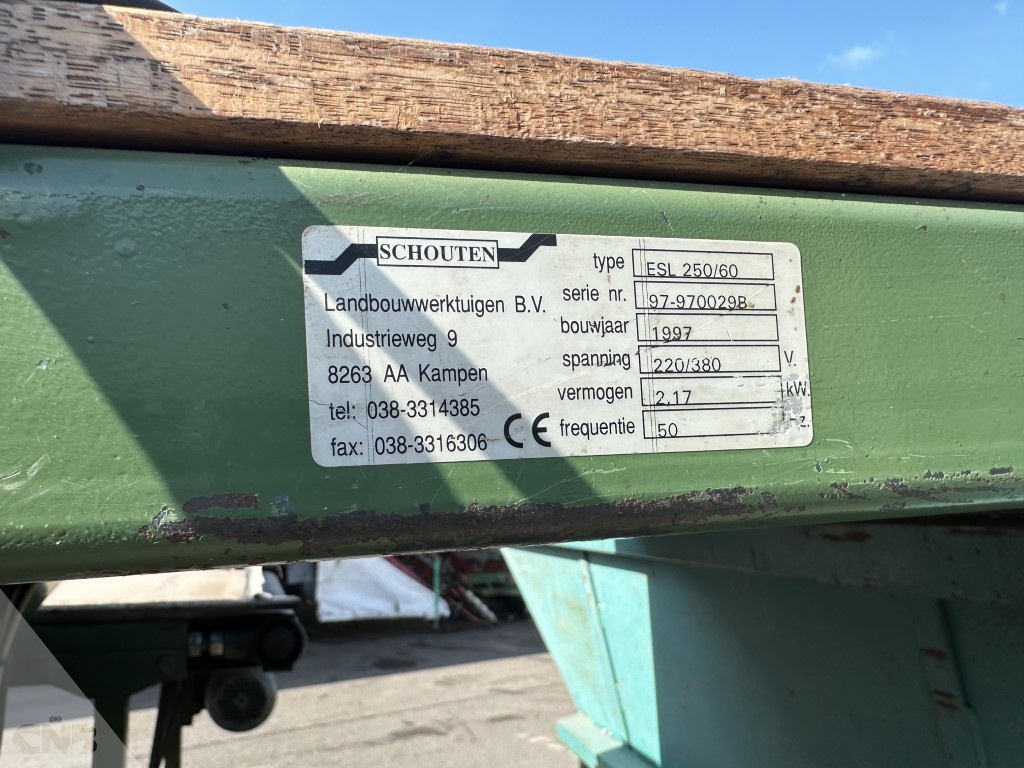 SCHOUTEN
Landbouwwerktuigen B.V.
Industrieweg 9
8263 AA Kampen
tel: 038-3314385
fax: 038-3316306
CE
type ESL 250/60
serie nr. 97-970029B
bouwjaar 1997
spanning 220/380 V.
vermogen 2,17 kW.
frequentie 50 z.
CNB